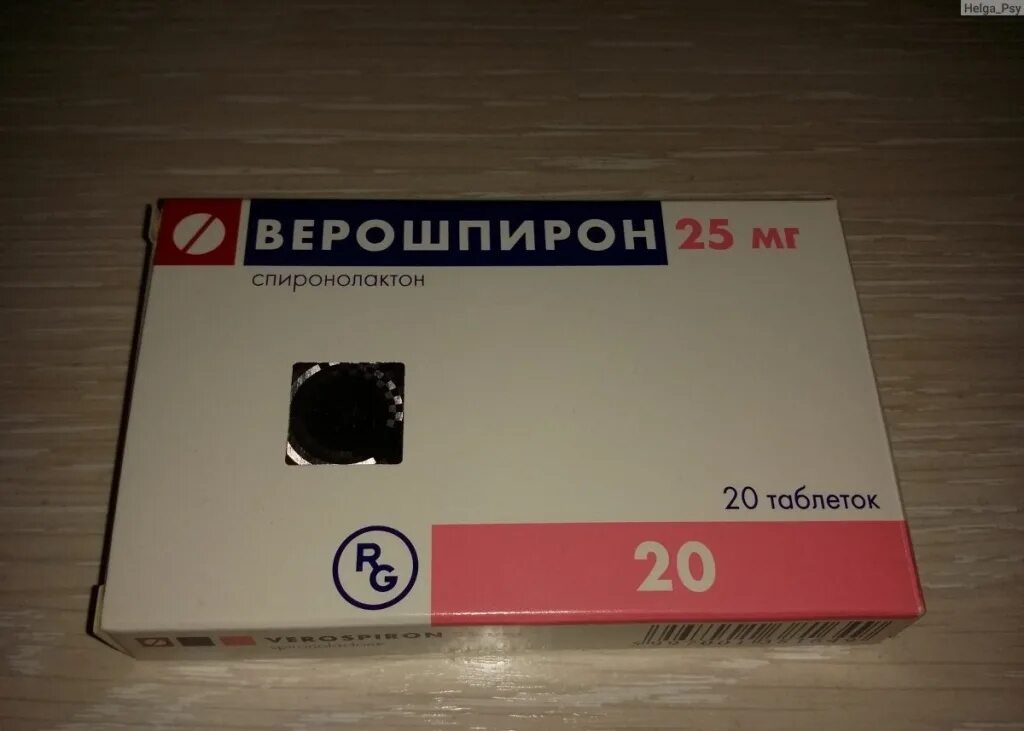 Helga_Psy
ВЕРОШПИРОН 25 мг
спиронолактон
20 таблеток
RG
20
VEROSPIRON